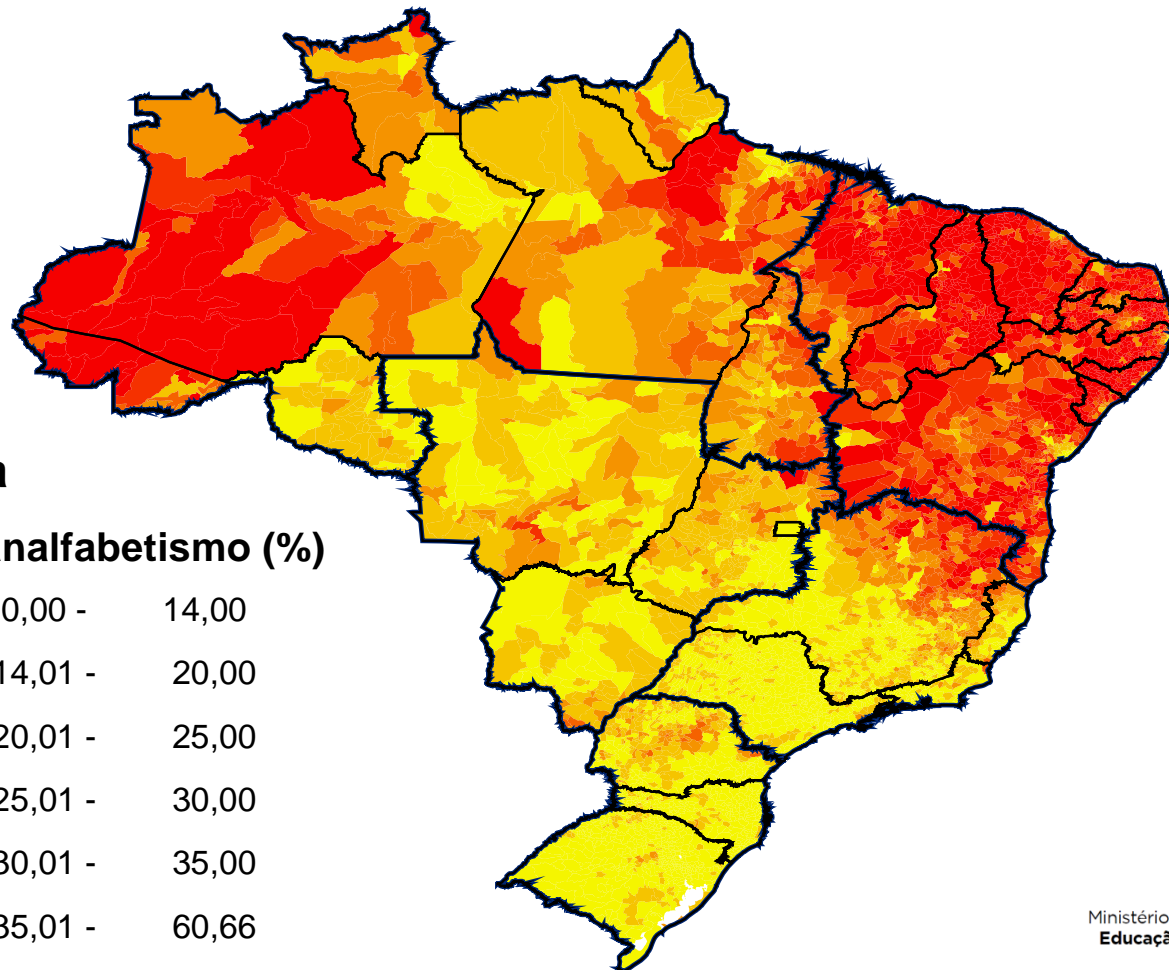 a
analfabetismo (%)
0,00 - 14,00
14,01 - 20,00
20,01 - 25,00
25,01 - 30,00
30,01 - 35,00
35,01 - 60,66
Ministério
Educaçã